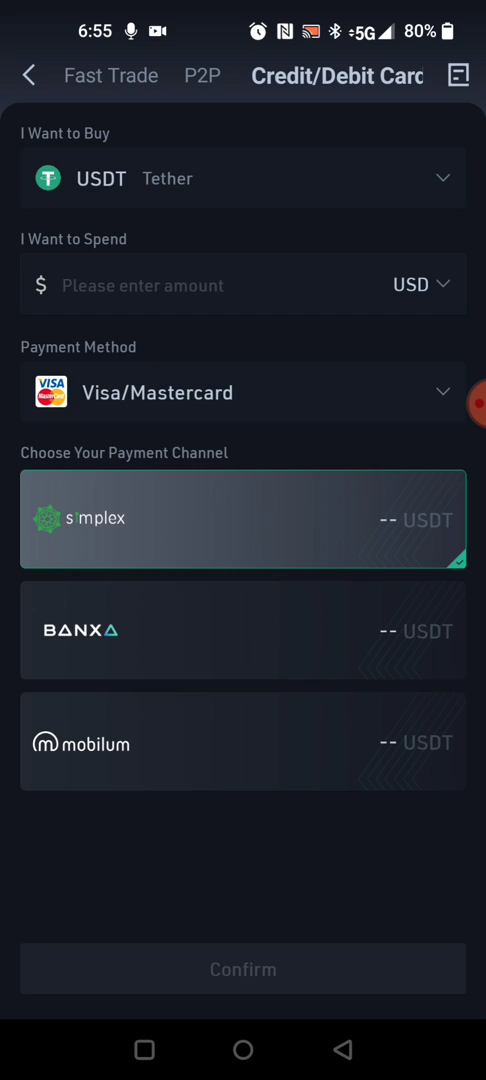 6:55 5G 80%
Fast Trade P2P Credit/Debit Card
I Want to Buy
T USDT Tether
I Want to Spend
$ Please enter amount USD
Payment Method
VISA
MasterCard
Visa/Mastercard
Choose Your Payment Channel
simplex -- USDT
BANXA -- USDT
m mobilum -- USDT
Confirm